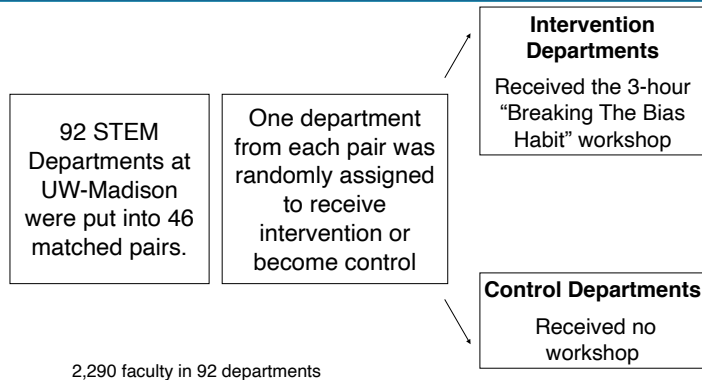 92 STEM
Departments at
UW-Madison
were put into 46
matched pairs.
One department
from each pair was
randomly assigned
to receive
intervention or
become control
Intervention
Departments
Received the 3-hour
“Breaking The Bias
Habit” workshop
Control Departments
Received no
workshop
2,290 faculty in 92 departments